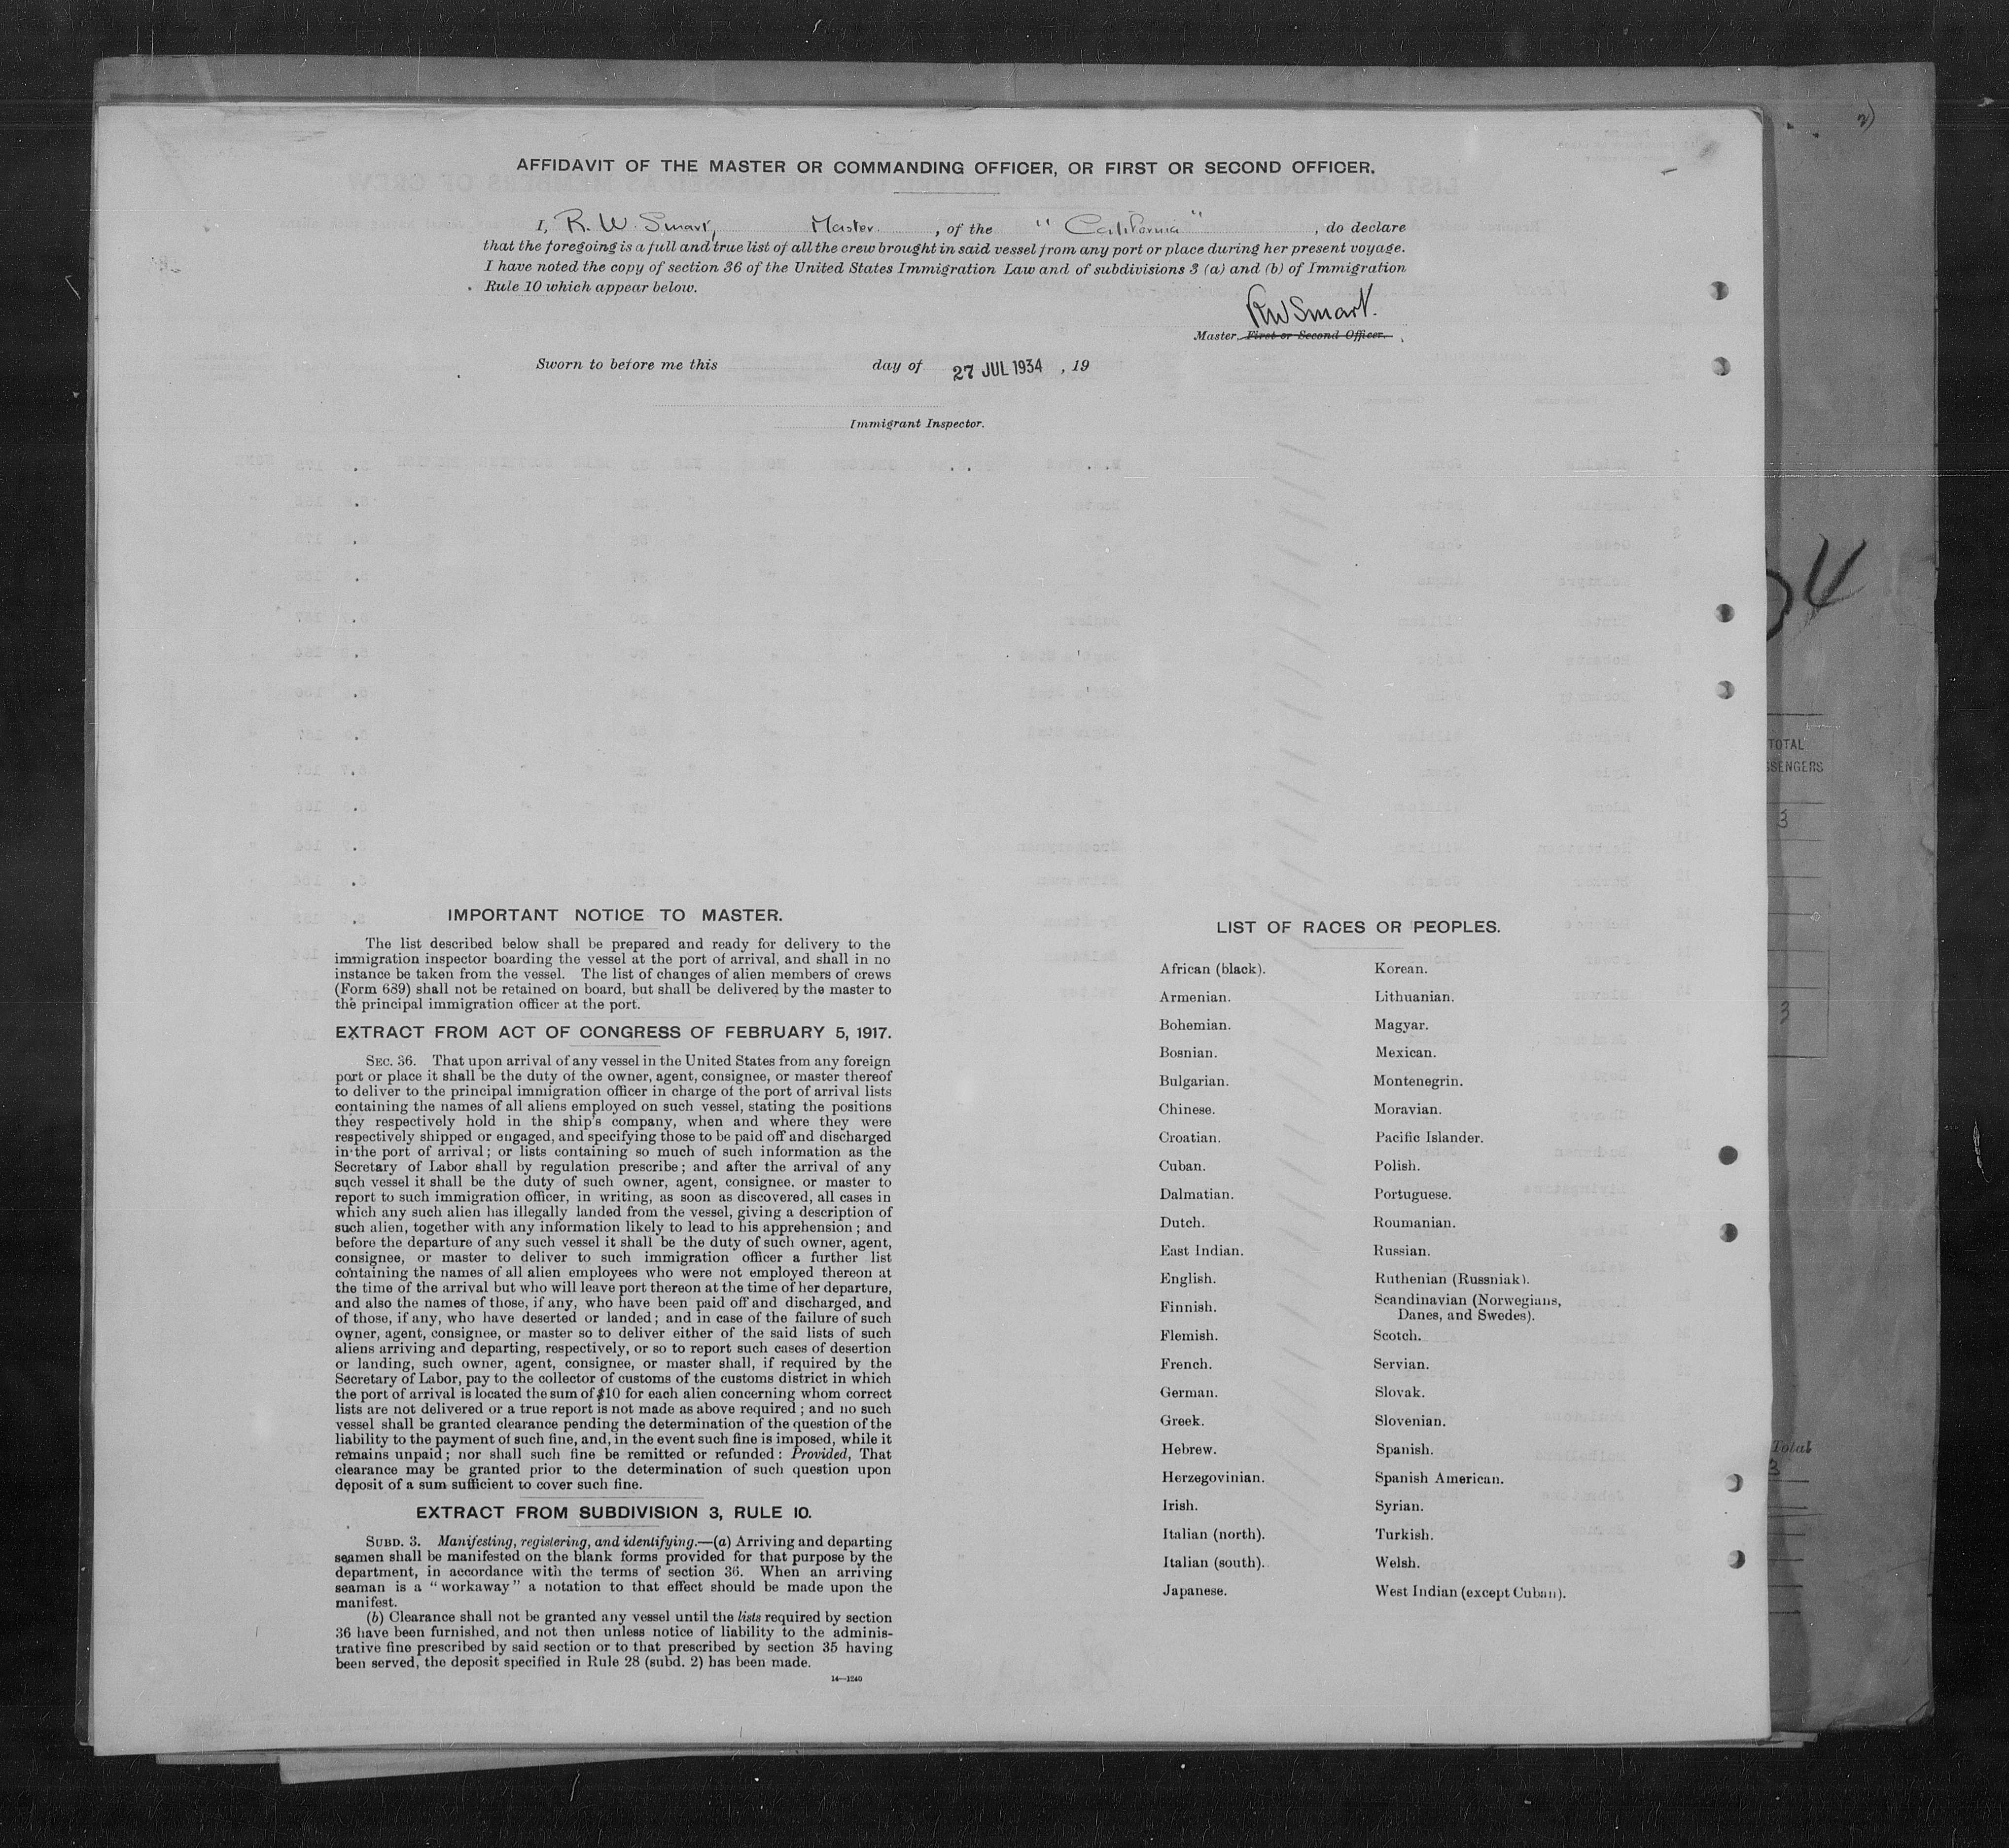 AFFIDAVIT OF THE MASTER OR COMMANDING OFFICER, OR FIRST OR SECOND OFFICER.
I, R. W. Smart, Master, of the "California", do declare
that the foregoing is a full and true list of all the crew brought in said vessel from any port or place during her present voyage.
I have noted the copy of section 36 of the United States Immigration Law and of subdivisions 3 (a) and (b) of Immigration
Rule 10 which appear below.
RWSmart.
Master, First or Second Officer.
Sworn to before me this day of 27 JUL 1934, 19
Immigrant Inspector.
IMPORTANT NOTICE TO MASTER.
The list described below shall be prepared and ready for delivery to the
immigration inspector boarding the vessel at the port of arrival, and shall in no
instance be taken from the vessel. The list of changes of alien members of crews
(Form 689) shall not be retained on board, but shall be delivered by the master to
the principal immigration officer at the port.
EXTRACT FROM ACT OF CONGRESS OF FEBRUARY 5, 1917.
SEC. 36. That upon arrival of any vessel in the United States from any foreign
port or place it shall be the duty of the owner, agent, consignee, or master thereof
to deliver to the principal immigration officer in charge of the port of arrival lists
containing the names of all aliens employed on such vessel, stating the positions
they respectively hold in the ship's company, when and where they were
respectively shipped or engaged, and specifying those to be paid off and discharged
in the port of arrival; or lists containing so much of such information as the
Secretary of Labor shall by regulation prescribe; and after the arrival of any
such vessel it shall be the duty of such owner, agent, consignee, or master to
report to such immigration officer, in writing, as soon as discovered, all cases in
which any such alien has illegally landed from the vessel, giving a description of
such alien, together with any information likely to lead to his apprehension; and
before the departure of any such vessel it shall be the duty of such owner, agent,
consignee, or master to deliver to such immigration officer a further list
containing the names of all alien employees who were not employed thereon at
the time of the arrival but who will leave port thereon at the time of her departure,
and also the names of those, if any, who have been paid off and discharged, and
of those, if any, who have deserted or landed; and in case of the failure of such
owner, agent, consignee, or master so to deliver either of the said lists of such
aliens arriving and departing, respectively, or so to report such cases of desertion
or landing, such owner, agent, consignee, or master shall, if required by the
Secretary of Labor, pay to the collector of customs of the customs district in which
the port of arrival is located the sum of $10 for each alien concerning whom correct
lists are not delivered or a true report is not made as above required; and no such
vessel shall be granted clearance pending the determination of the question of the
liability to the payment of such fine, and, in the event such fine is imposed, while it
remains unpaid; nor shall such fine be remitted or refunded: Provided, That
clearance may be granted prior to the determination of such question upon
deposit of a sum sufficient to cover such fine.
EXTRACT FROM SUBDIVISION 3, RULE 10.
SUBD. 3. Manifesting, registering, and identifying.—(a) Arriving and departing
seamen shall be manifested on the blank forms provided for that purpose by the
department, in accordance with the terms of section 36. When an arriving
seaman is a "workaway" a notation to that effect should be made upon the
manifest.
(b) Clearance shall not be granted any vessel until the lists required by section
36 have been furnished, and not then unless notice of liability to the adminis-
trative fine prescribed by said section or to that prescribed by section 35 having
been served, the deposit specified in Rule 28 (subd. 2) has been made.
14—1240
LIST OF RACES OR PEOPLES.
African (black).
Armenian.
Bohemian.
Bosnian.
Bulgarian.
Chinese.
Croatian.
Cuban.
Dalmatian.
Dutch.
East Indian.
English.
Finnish.
Flemish.
French.
German.
Greek.
Hebrew.
Herzegovinian.
Irish.
Italian (north).
Italian (south).
Japanese.
Korean.
Lithuanian.
Magyar.
Mexican.
Montenegrin.
Moravian.
Pacific Islander.
Polish.
Portuguese.
Roumanian.
Russian.
Ruthenian (Russniak).
Scandinavian (Norwegians,
Danes, and Swedes).
Scotch.
Servian.
Slovak.
Slovenian.
Spanish.
Spanish American.
Syrian.
Turkish.
Welsh.
West Indian (except Cuban).
4
TOTAL
SSENGERS
3
3
Total
3